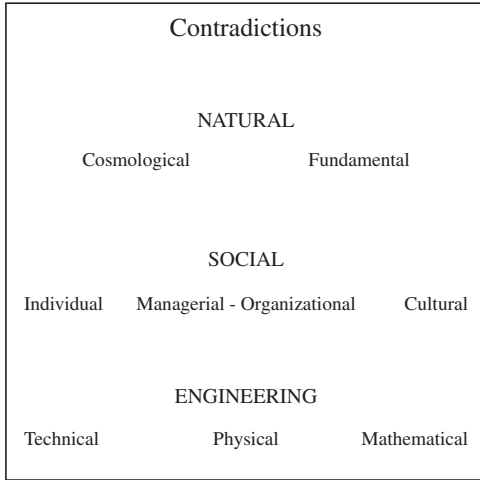 Contradictions
NATURAL
Cosmological Fundamental
SOCIAL
Individual Managerial - Organizational Cultural
ENGINEERING
Technical Physical Mathematical